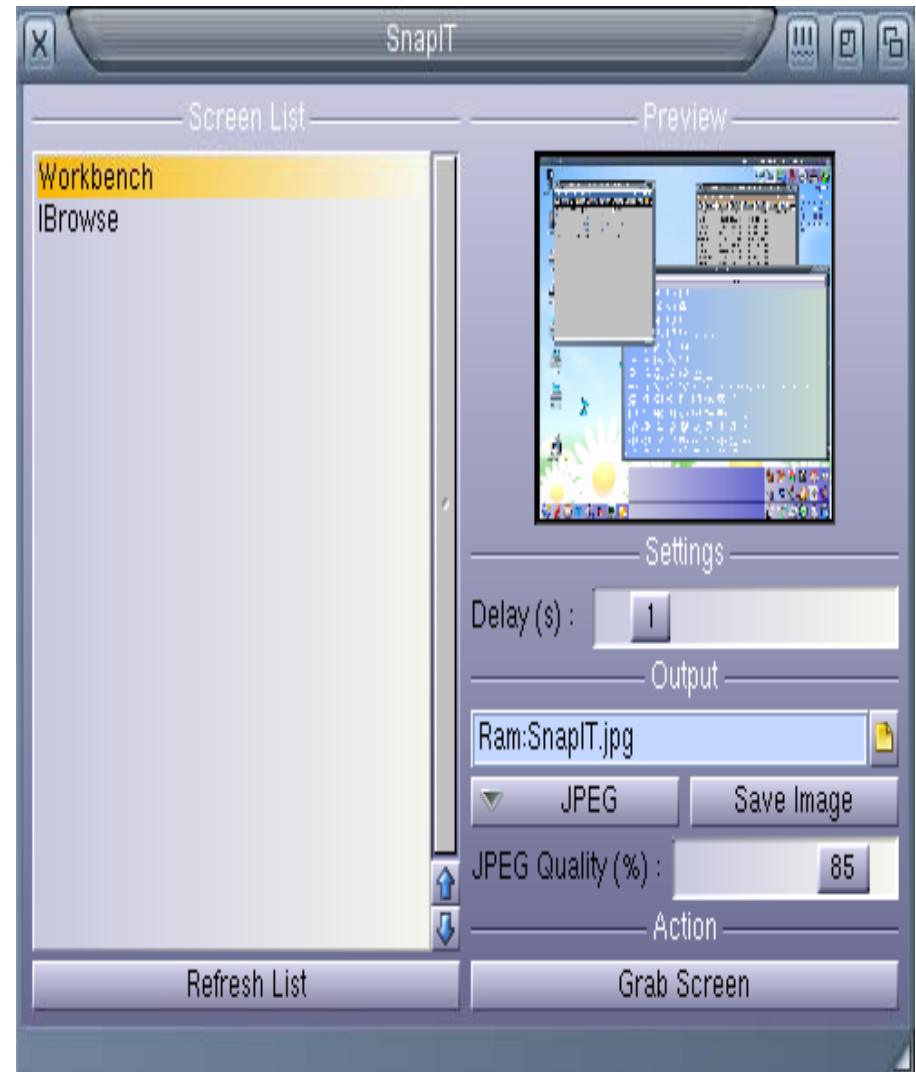 SnapIT
Screen List
Workbench
IBrowse
Refresh List
Preview
Settings
Delay (s) : 1
Output
Ram:SnapIT.jpg
JPEG
Save Image
JPEG Quality (%) : 85
Action
Grab Screen